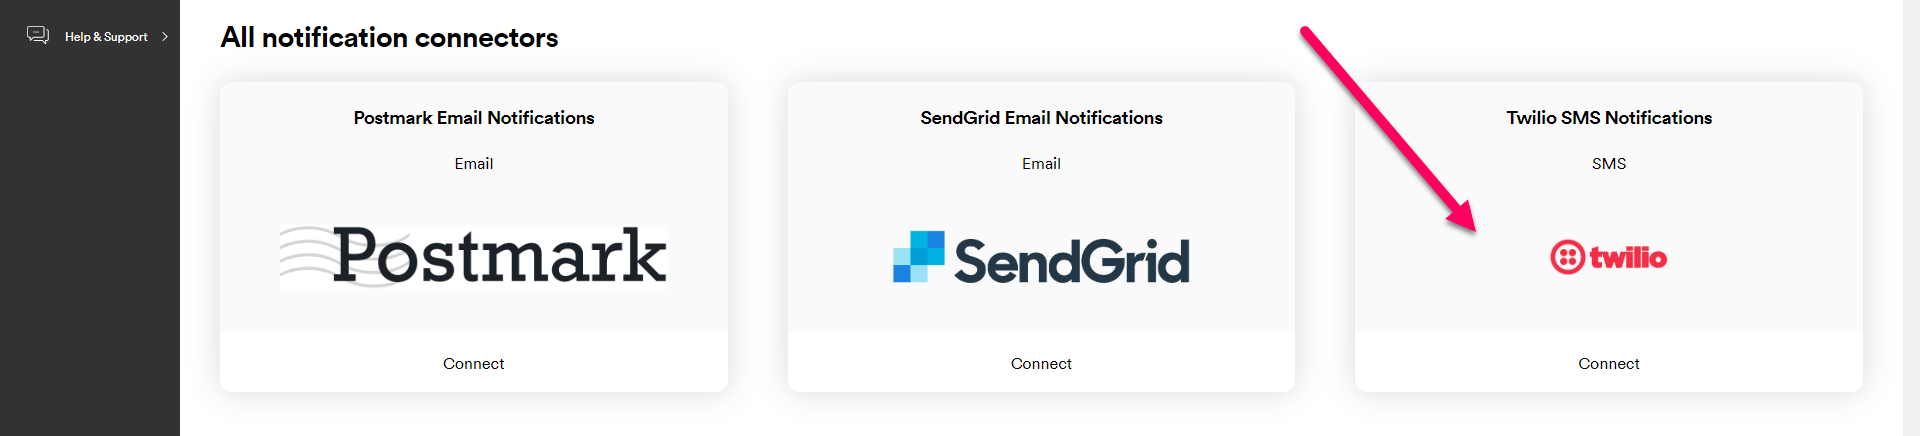 Help & Support
All notification connectors
Postmark Email Notifications
Email
Postmark
Connect
SendGrid Email Notifications
Email
SendGrid
Connect
Twilio SMS Notifications
SMS
twilio
Connect